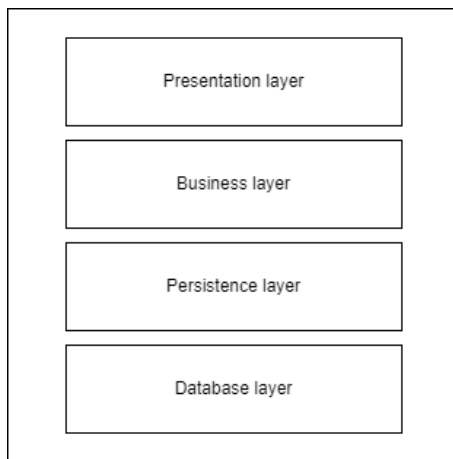 Presentation layer
Business layer
Persistence layer
Database layer